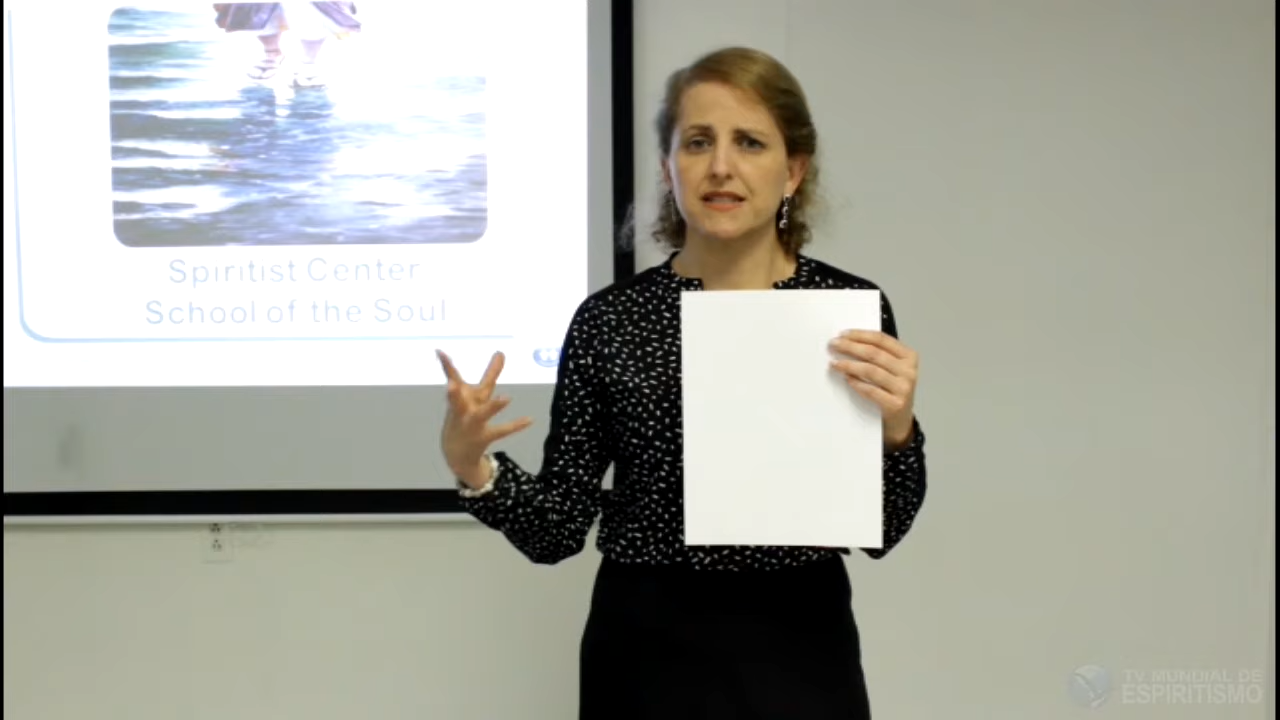 Spiritist Center
School of the Soul
TV MUNDIAL DE
ESPIRITISMO